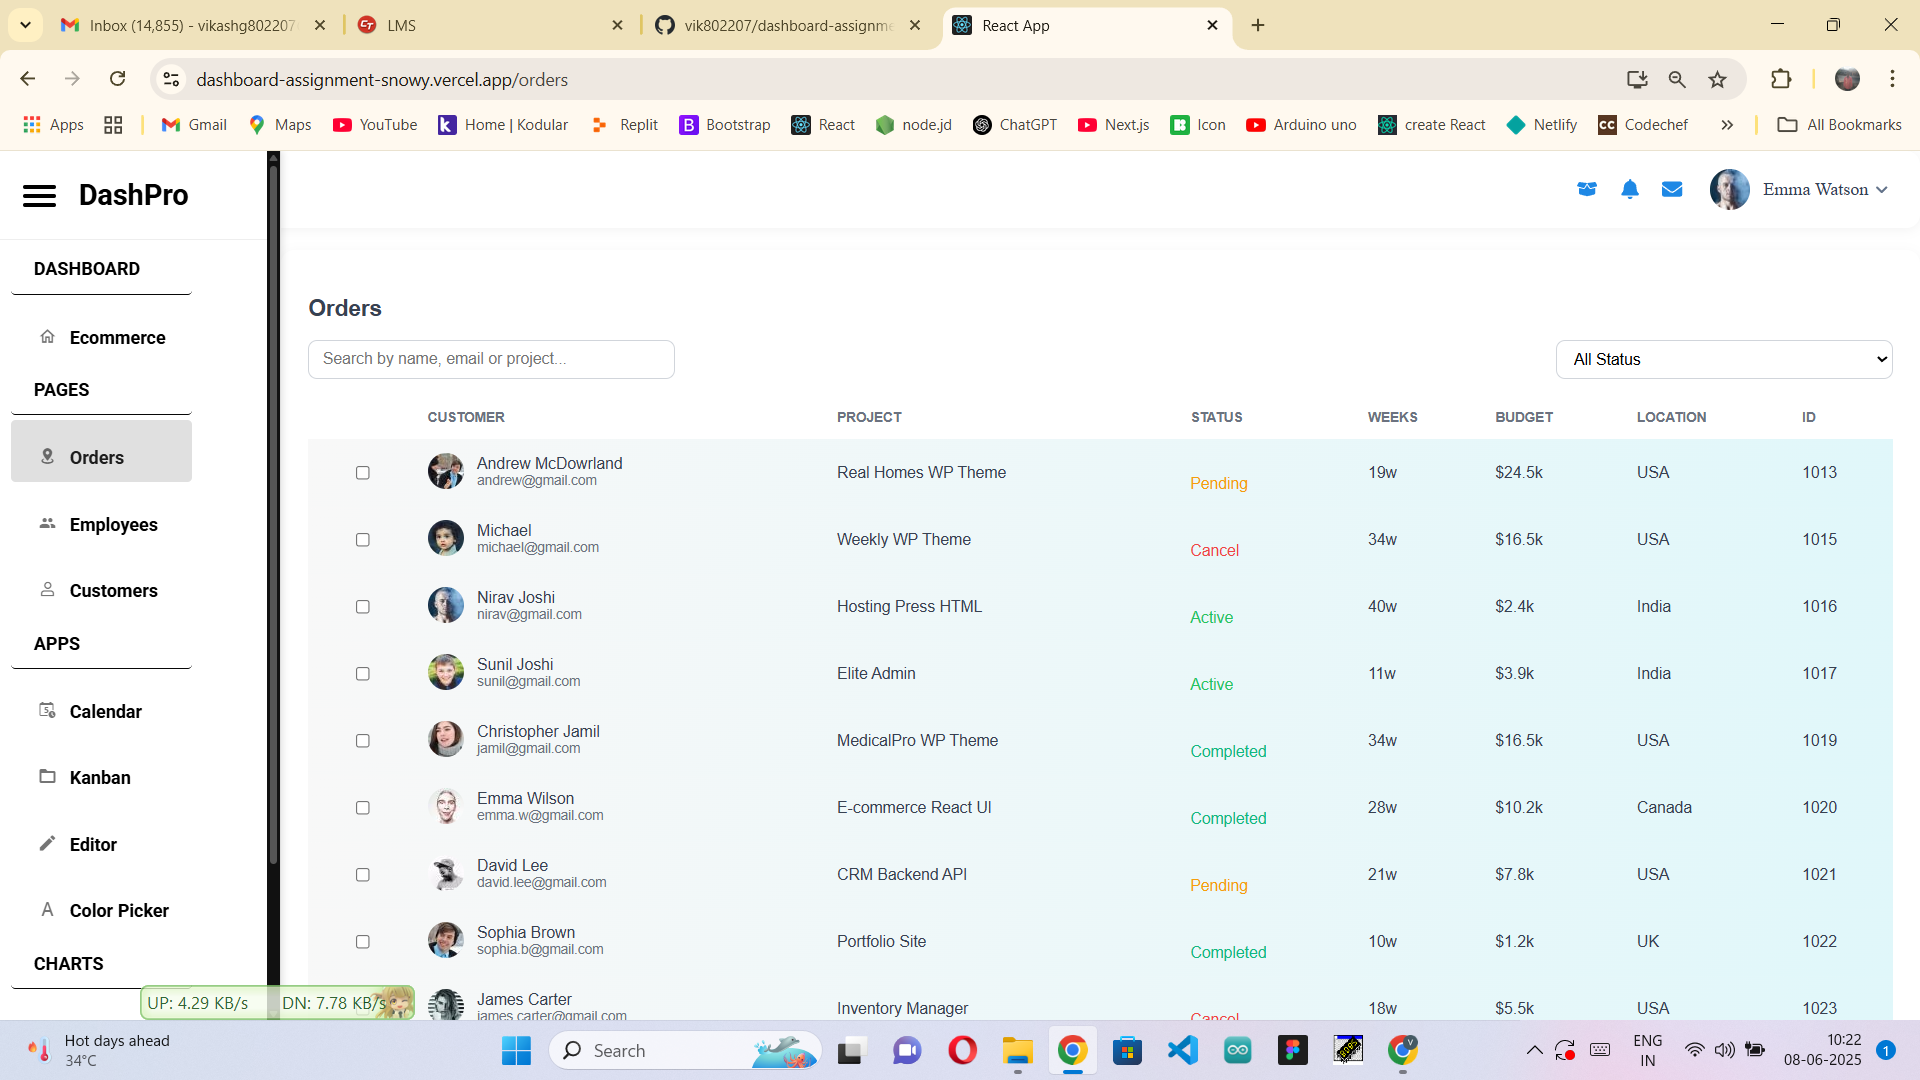 Inbox (14,855) - vikashg802207
LMS
vik802207/dashboard-assignme
React App
dashboard-assignment-snowy.vercel.app/orders
Apps
Gmail
Maps
YouTube
Home | Kodular
Replit
Bootstrap
React
node.jd
ChatGPT
Next.js
Icon
Arduino uno
create React
Netlify
Codechef
All Bookmarks
DashPro
Emma Watson
DASHBOARD
Ecommerce
PAGES
Orders
Employees
Customers
APPS
Calendar
Kanban
Editor
Color Picker
CHARTS
Orders
Search by name, email or project...
All Status
CUSTOMER PROJECT STATUS WEEKS BUDGET LOCATION ID
Andrew McDowrland
andrew@gmail.com
Real Homes WP Theme
Pending
19w
$24.5k
USA
1013
Michael
michael@gmail.com
Weekly WP Theme
Cancel
34w
$16.5k
USA
1015
Nirav Joshi
nirav@gmail.com
Hosting Press HTML
Active
40w
$2.4k
India
1016
Sunil Joshi
sunil@gmail.com
Elite Admin
Active
11w
$3.9k
India
1017
Christopher Jamil
jamil@gmail.com
MedicalPro WP Theme
Completed
34w
$16.5k
USA
1019
Emma Wilson
emma.w@gmail.com
E-commerce React UI
Completed
28w
$10.2k
Canada
1020
David Lee
david.lee@gmail.com
CRM Backend API
Pending
21w
$7.8k
USA
1021
Sophia Brown
sophia.b@gmail.com
Portfolio Site
Completed
10w
$1.2k
UK
1022
James Carter
james.carter@gmail.com
Inventory Manager
Cancel
18w
$5.5k
USA
1023
UP: 4.29 KB/s DN: 7.78 KB/s
Hot days ahead
34°C
Search
ENG
IN
10:22
08-06-2025
1